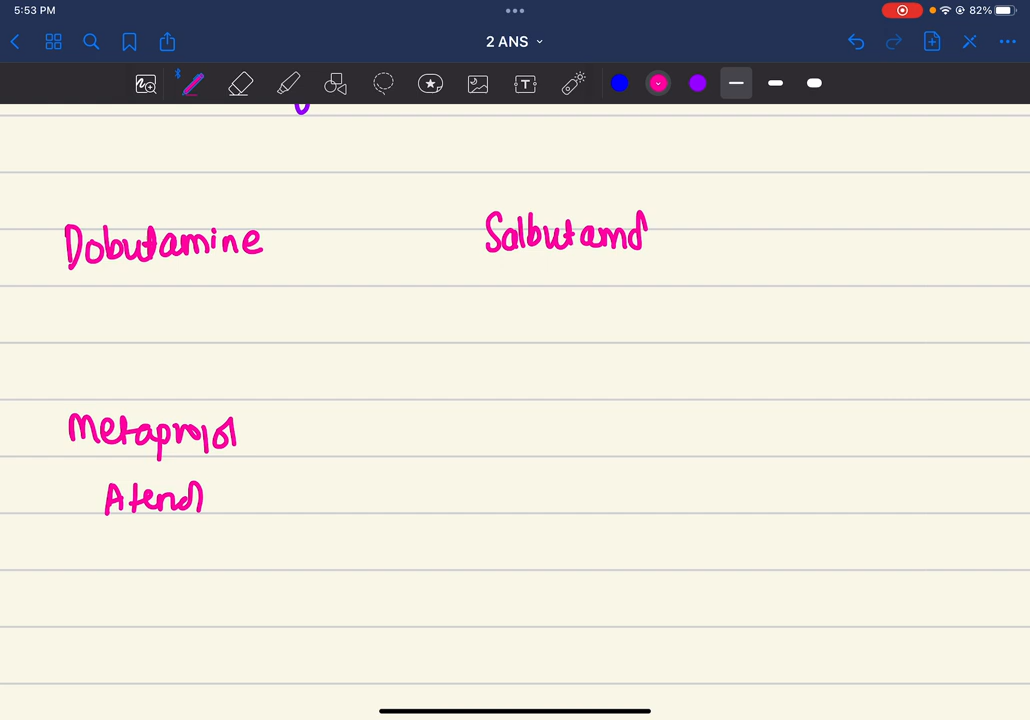 5:53 PM
82%
2 ANS
T
Dobutamine Salbutamol
Metaprolol
Atenol